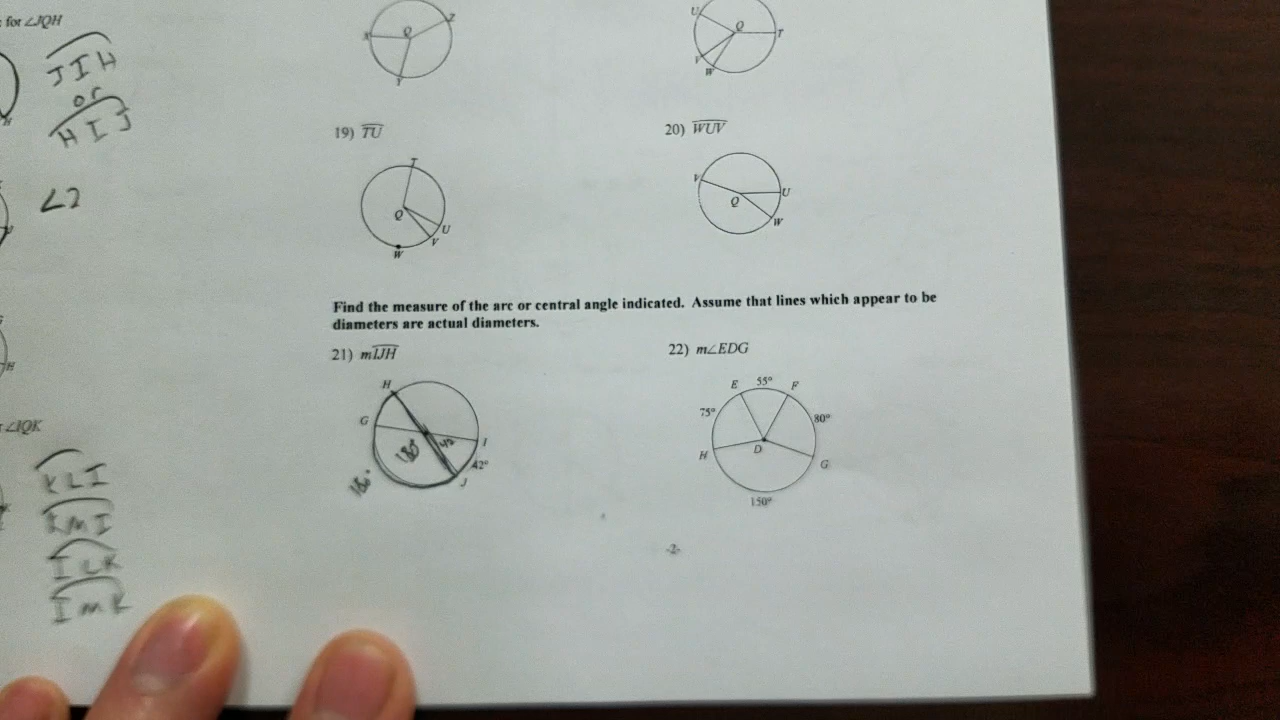 : for ∠JQH
JIH
or
HIJ
∠2
H
∠IQK
KLI
KMI
ILK
IMK
Z
Q
Y
U
Q
T
V
W
19) TU
T
Q
U
V
W
20) WUV
V
Q
U
W
Find the measure of the arc or central angle indicated. Assume that lines which appear to be
diameters are actual diameters.
21) mIJH
H
G
180°
42
I
42°
J
180°
22) m∠EDG
E 55° F
75°
80°
H
D
G
150°
-2-